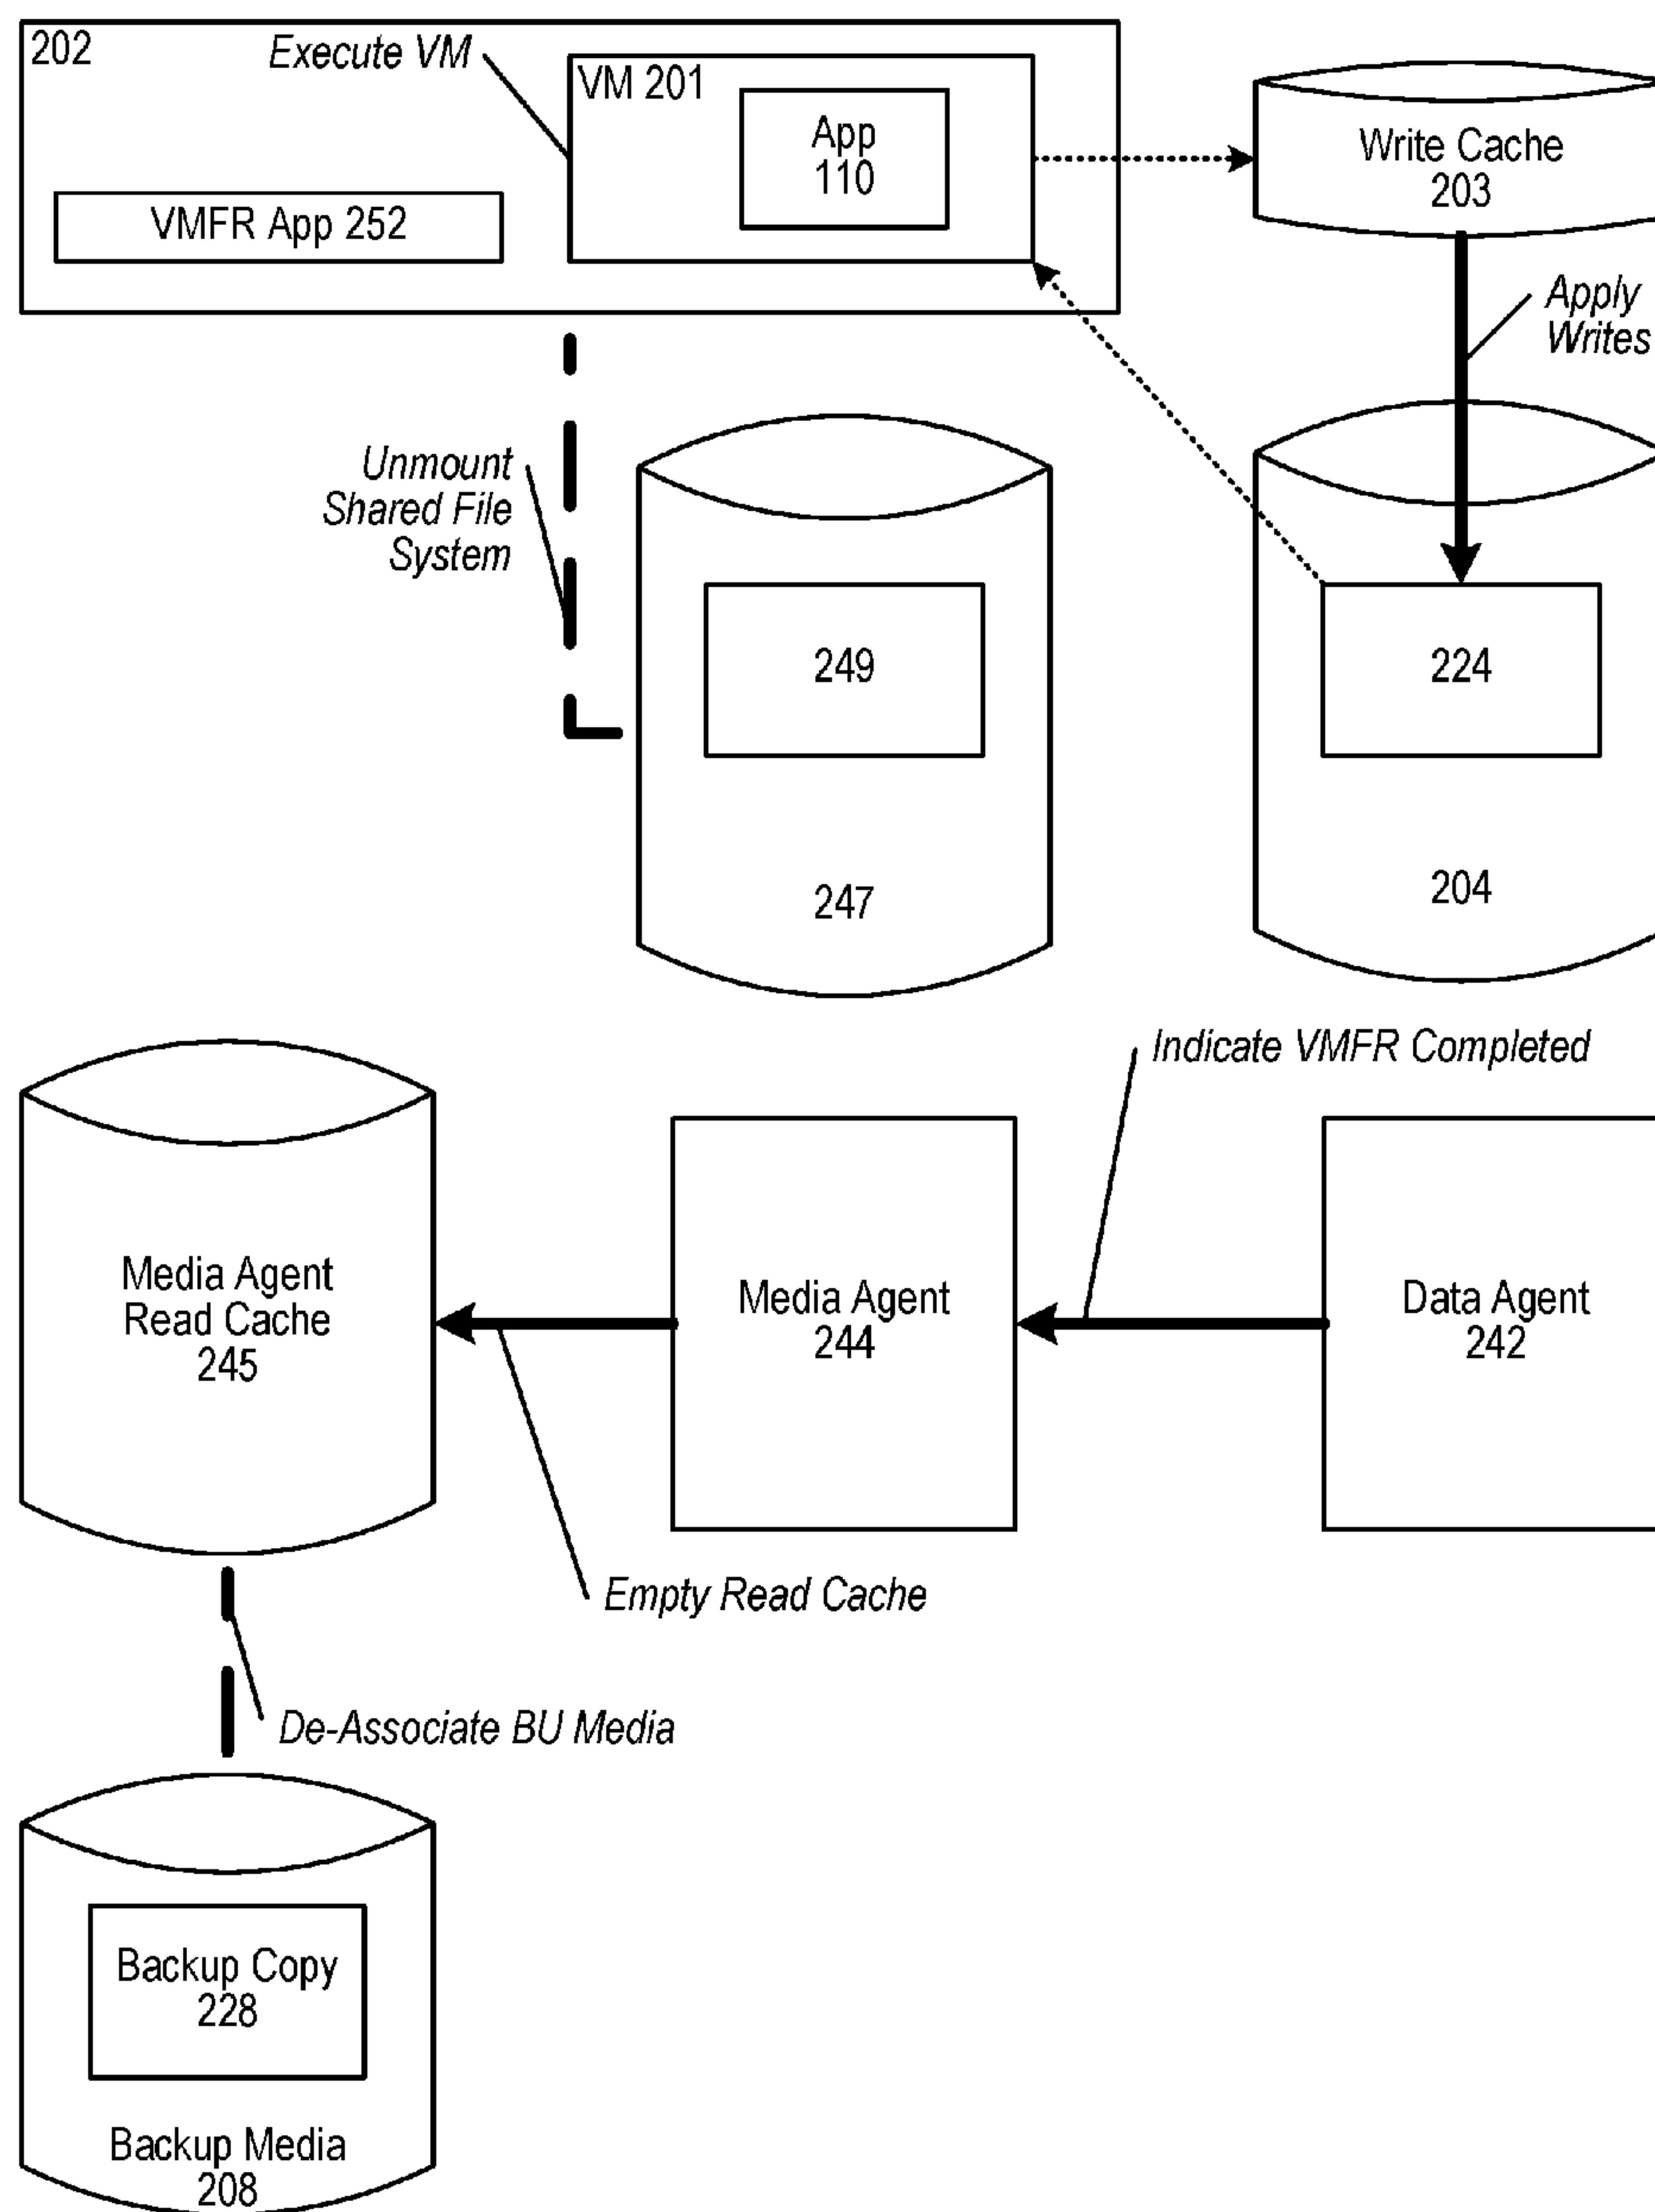 202
Execute VM
VM 201
App
110
VMFR App 252
Write Cache
203
Apply
Writes
Unmount
Shared File
System
249
247
224
204
Indicate VMFR Completed
Media Agent
Read Cache
245
Media Agent
244
Data Agent
242
Empty Read Cache
De-Associate BU Media
Backup Copy
228
Backup Media
208